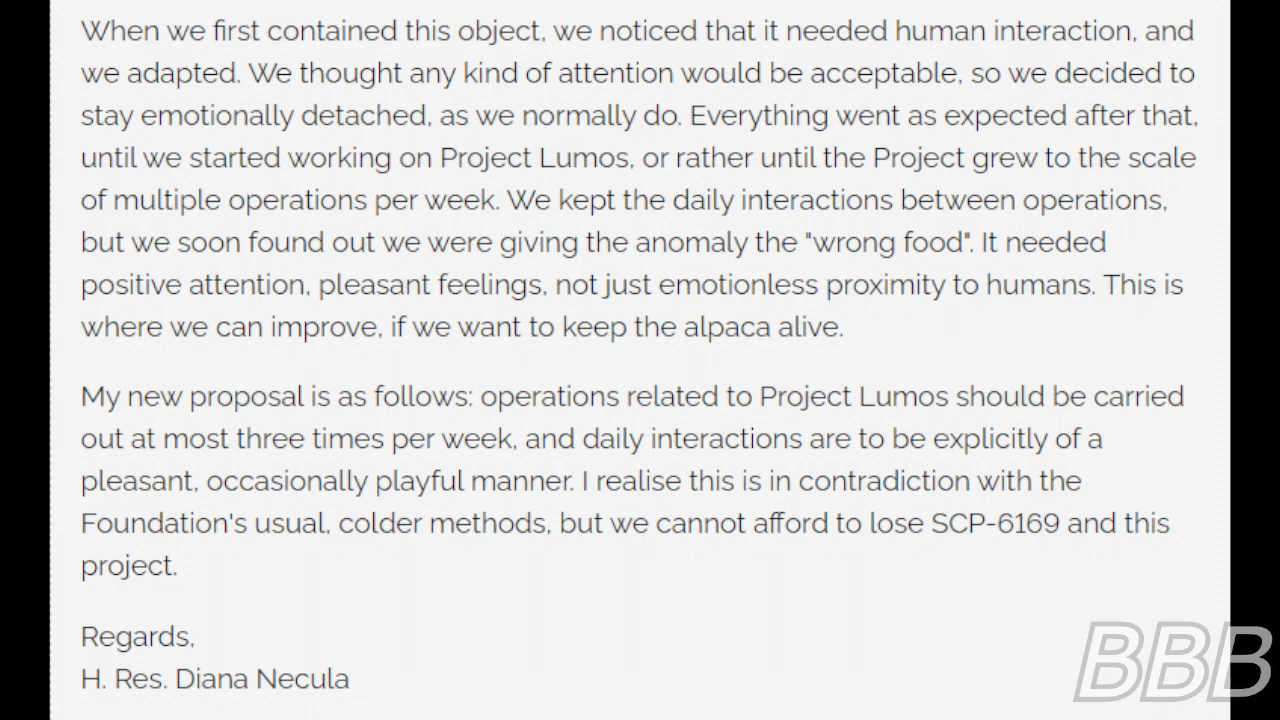 When we first contained this object, we noticed that it needed human interaction, and
we adapted. We thought any kind of attention would be acceptable, so we decided to
stay emotionally detached, as we normally do. Everything went as expected after that,
until we started working on Project Lumos, or rather until the Project grew to the scale
of multiple operations per week. We kept the daily interactions between operations,
but we soon found out we were giving the anomaly the "wrong food". It needed
positive attention, pleasant feelings, not just emotionless proximity to humans. This is
where we can improve, if we want to keep the alpaca alive.
My new proposal is as follows: operations related to Project Lumos should be carried
out at most three times per week, and daily interactions are to be explicitly of a
pleasant, occasionally playful manner. I realise this is in contradiction with the
Foundation's usual, colder methods, but we cannot afford to lose SCP-6169 and this
project.
Regards,
H. Res. Diana Necula
BBB